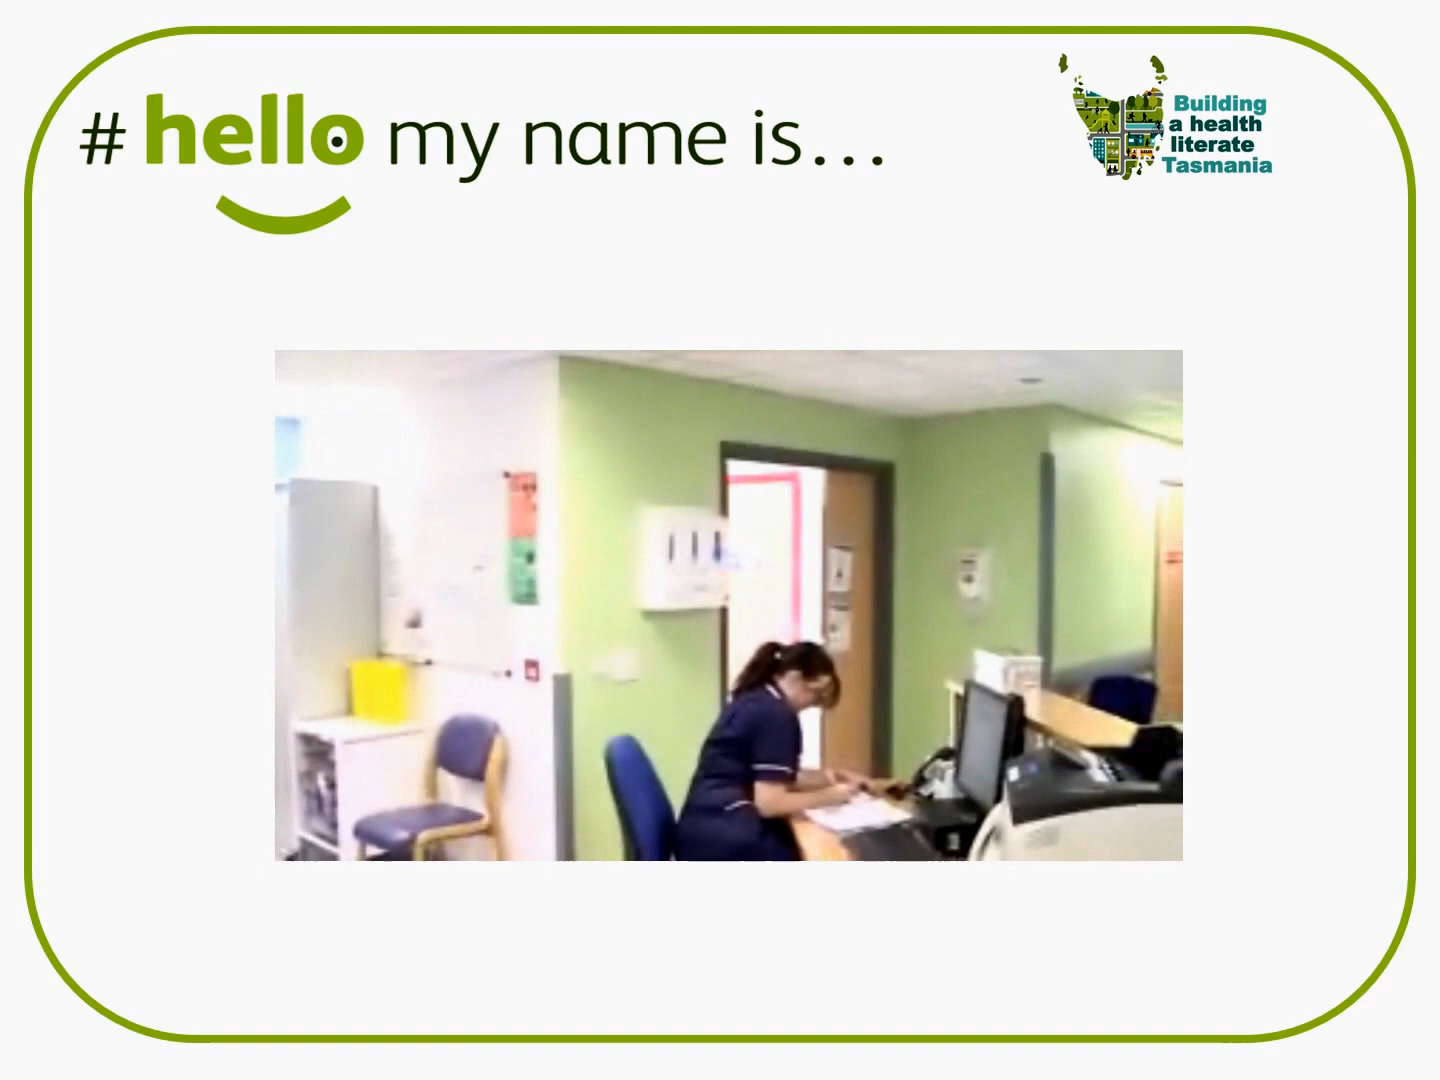 # hello my name is...
Building
a health
literate
Tasmania